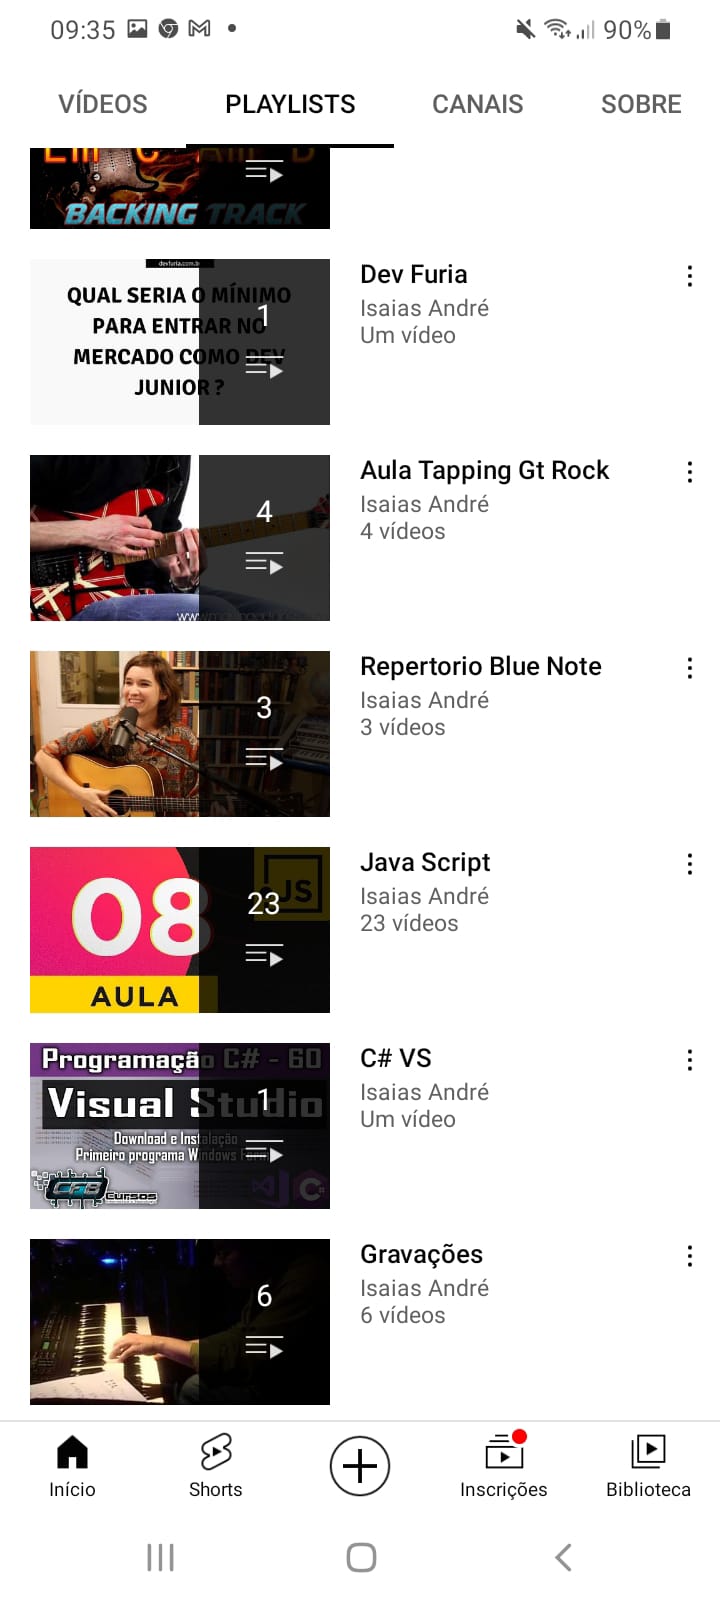 09:35
90%
VÍDEOS
PLAYLISTS
CANAIS
SOBRE
Em C Am B
BACKING TRACK
devfuria.com.br
QUAL SERIA O MÍNIMO
PARA ENTRAR NO
MERCADO COMO DEV
JUNIOR ?
1
Dev Furia
Isaias André
Um vídeo
4
Aula Tapping Gt Rock
Isaias André
4 vídeos
3
Repertorio Blue Note
Isaias André
3 vídeos
08
AULA
JS
23
Java Script
Isaias André
23 vídeos
Programação C# - 60
Visual Studio
Download e Instalação
Primeiro programa Windows Form
CFB Cursos
1
C# VS
Isaias André
Um vídeo
6
Gravações
Isaias André
6 vídeos
Início
Shorts
Inscrições
Biblioteca